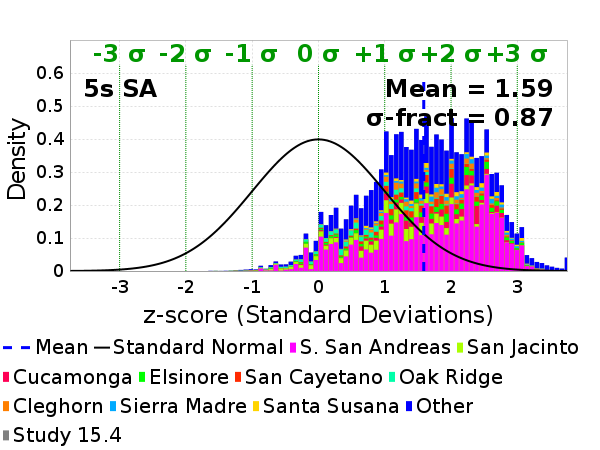 -3 σ -2 σ -1 σ 0 σ +1 σ +2 σ +3 σ
5s SA
Mean = 1.59
σ-fract = 0.87
Density
0.6
0.5
0.4
0.3
0.2
0.1
0
-3 -2 -1 0 1 2 3
z-score (Standard Deviations)
Mean Standard Normal S. San Andreas San Jacinto
Cucamonga Elsinore San Cayetano Oak Ridge
Cleghorn Sierra Madre Santa Susana Other
Study 15.4